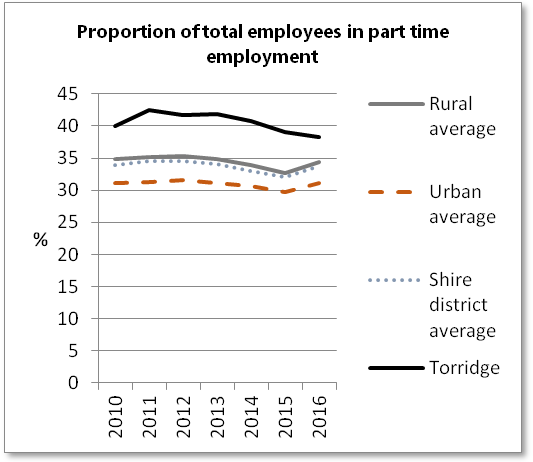 Proportion of total employees in part time
employment
45
40
35
30
25
20
15
10
5
0
%
2010
2011
2012
2013
2014
2015
2016
Rural
average
Urban
average
Shire
district
average
Torridge